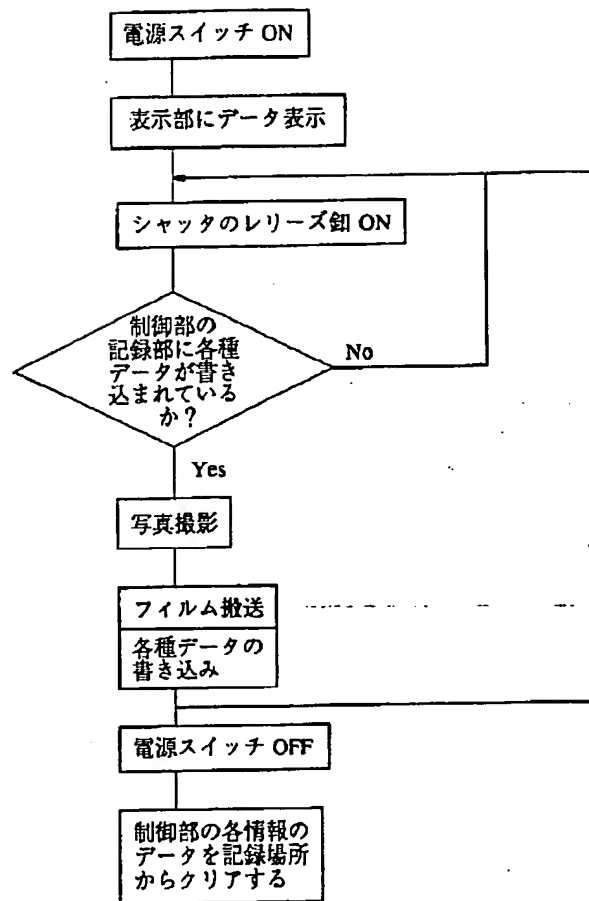 電源スイッチ ON
表示部にデータ表示
シャッタのレリーズ釦 ON
制御部の
記録部に各種
データが書き
込まれている
か?
No
Yes
写真撮影
フィルム搬送
各種データの
書き込み
電源スイッチ OFF
制御部の各情報の
データを記録場所
からクリアする